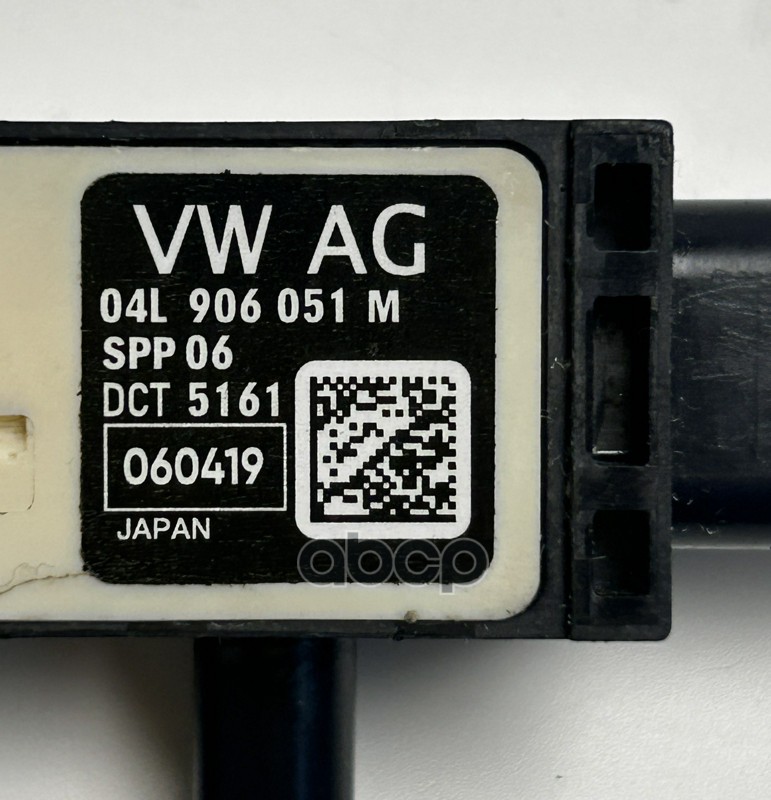 VW AG
04L 906 051 M
SPP 06
DCT 5161
060419
JAPAN
abcp